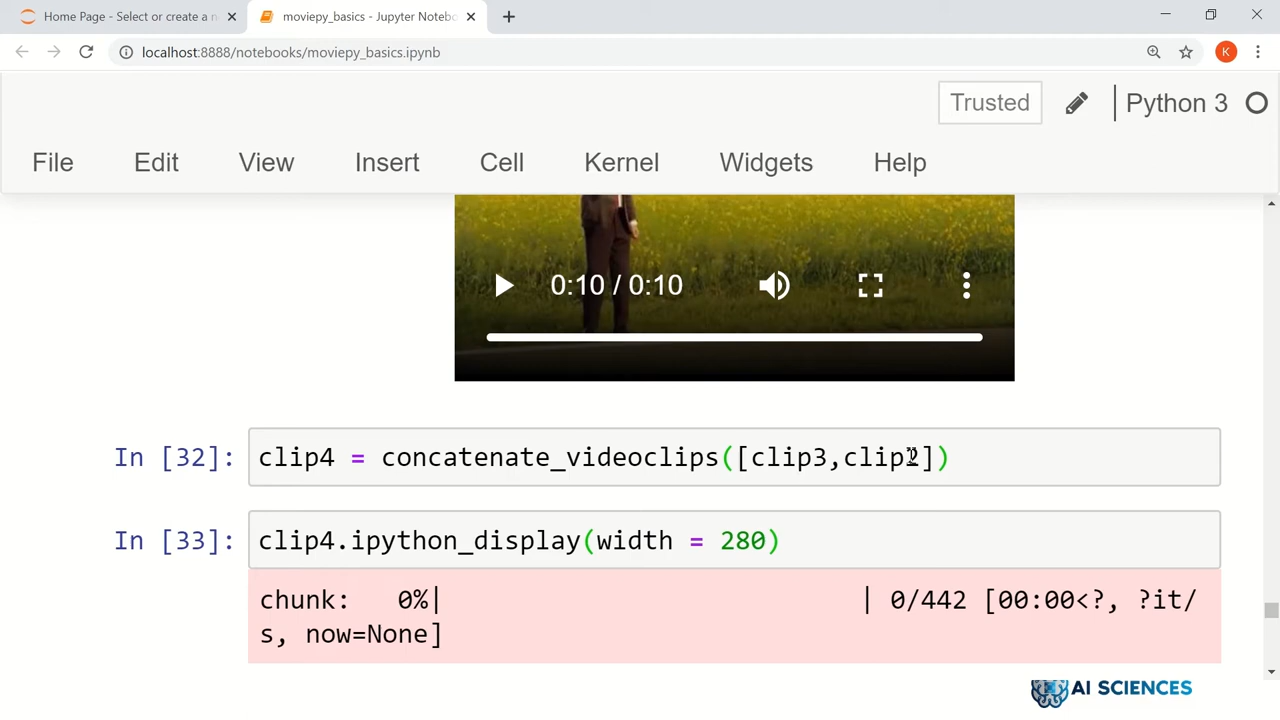 Home Page - Select or create a n
moviepy_basics - Jupyter Notebo
localhost:8888/notebooks/moviepy_basics.ipynb
K
Trusted
Python 3
File Edit View Insert Cell Kernel Widgets Help
0:10 / 0:10
In [32]: clip4 = concatenate_videoclips([clip3,clip2])
In [33]: clip4.ipython_display(width = 280)
chunk: 0%| | 0/442 [00:00<?, ?it/
s, now=None]
AI SCIENCES